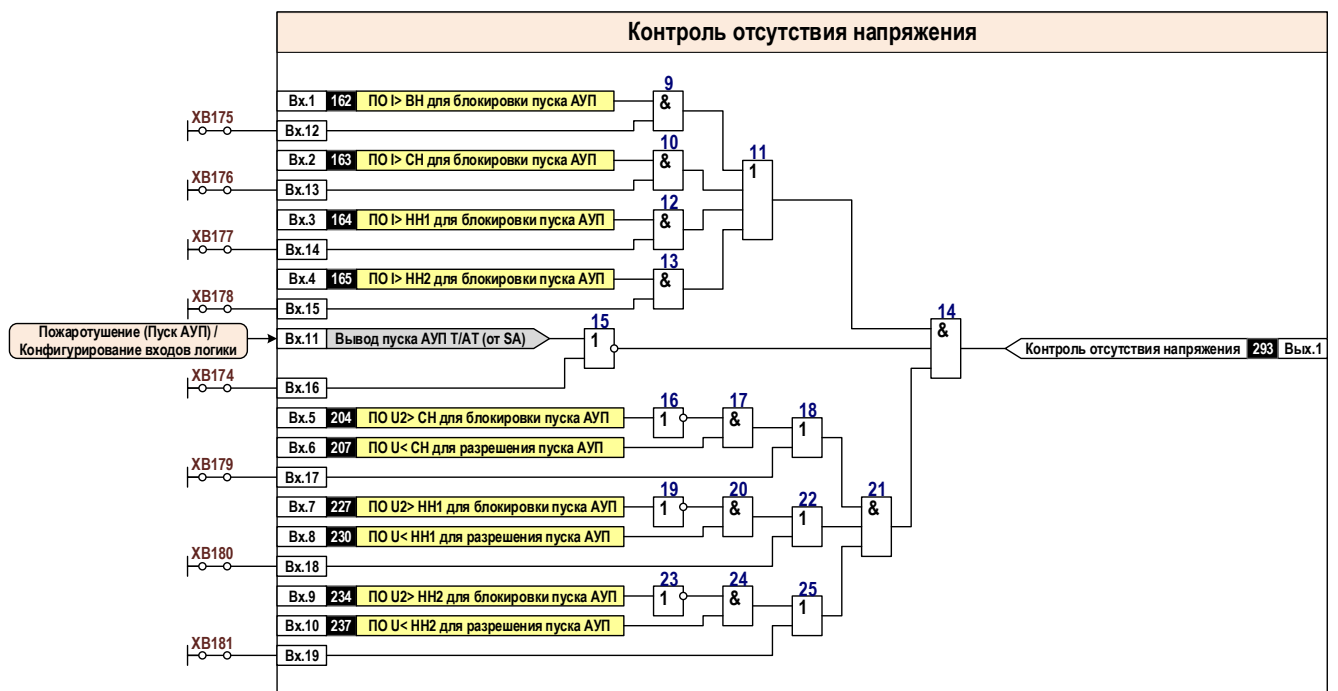 Контроль отсутствия напряжения
9
Вх.1 162 ПО I> ВН для блокировки пуска АУП &
XB175
Вх.12
10
11
Вх.2 163 ПО I> СН для блокировки пуска АУП & 1
XB176
Вх.13
12
Вх.3 164 ПО I> НН1 для блокировки пуска АУП &
XB177
Вх.14
13
Вх.4 165 ПО I> НН2 для блокировки пуска АУП &
XB178
Вх.15
14
15
Пожаротушение (Пуск АУП) /
Конфигурирование входов логики
Вх.11 Вывод пуска АУП Т/АТ (от SA) 1 &
Контроль отсутствия напряжения 293 Вых.1
XB174
Вх.16
16 17 18
Вх.5 204 ПО U2> СН для блокировки пуска АУП 1 & 1
Вх.6 207 ПО U< СН для разрешения пуска АУП
XB179
Вх.17
19 20 22 21
Вх.7 227 ПО U2> НН1 для блокировки пуска АУП 1 & 1 &
Вх.8 230 ПО U< НН1 для разрешения пуска АУП
XB180
Вх.18
23 24 25
Вх.9 234 ПО U2> НН2 для блокировки пуска АУП 1 & 1
Вх.10 237 ПО U< НН2 для разрешения пуска АУП
XB181
Вх.19